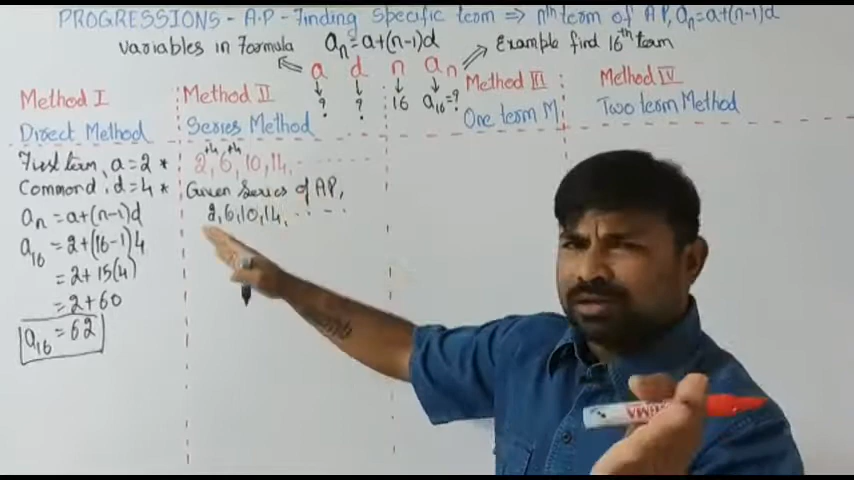 PROGRESSIONS - A.P - Finding Specific term ⇒ nth term of AP, an = a+(n-1)d
variables in Formula an = a+(n-1)d
a d n an
? ? 16 a16 = ?
Example find 16th term
Method I
Direct Method
First term, a = 2 *
Command, d = 4 *
an = a+(n-1)d
a16 = 2+(16-1)4
= 2+15(4)
= 2+60
a16 = 62
Method II
Series Method
2, 6, 10, 14, ........
Given Series of AP,
2, 6, 10, 14, ....
Method III
One term M
Method IV
Two term Method